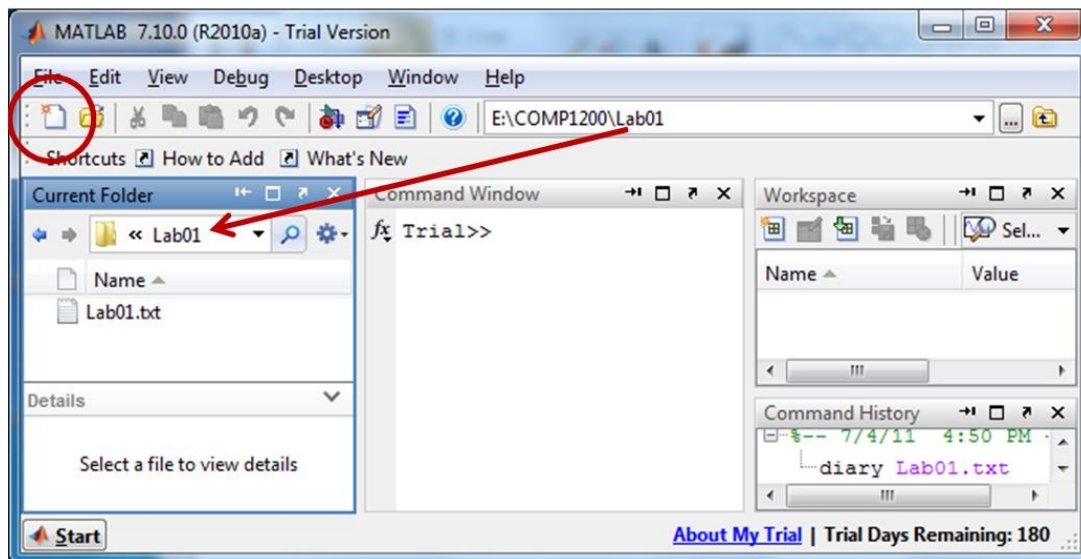 MATLAB 7.10.0 (R2010a) - Trial Version
File Edit View Debug Desktop Window Help
E:\COMP1200\Lab01 ...
Shortcuts How to Add What's New
Current Folder
« Lab01
Name
Lab01.txt
Details
Select a file to view details
Command Window
fx Trial>>
Workspace
Sel...
Name Value
Command History
%-- 7/4/11 4:50 PM -
diary Lab01.txt
Start
About My Trial | Trial Days Remaining: 180